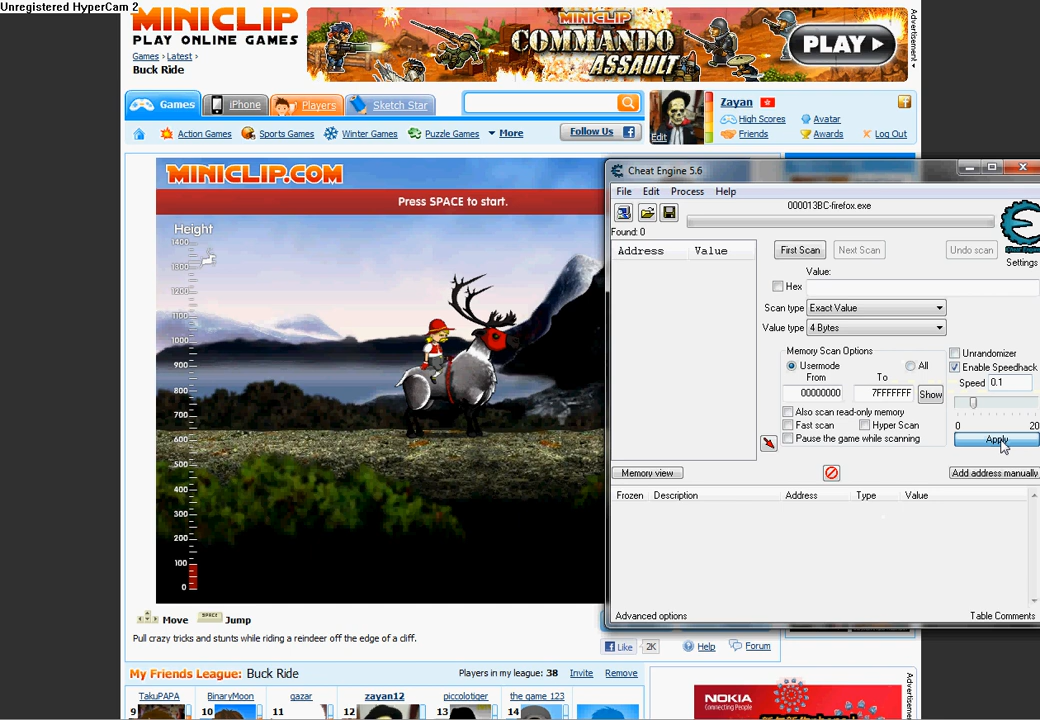 Unregistered HyperCam 2
MINICLIP
PLAY ONLINE GAMES
Games › Latest ›
Buck Ride
MINICLIP
COMMANDO
ASSAULT
PLAY
Advertisement
Games
iPhone
Players
Sketch Star
Edit
Zayan
High Scores
Avatar
Friends
Awards
Log Out
Action Games
Sports Games
Winter Games
Puzzle Games
More
Follow Us
MINICLIP.COM
Press SPACE to start.
Height
1400
1300
1200
1100
1000
900
800
700
600
500
400
300
200
100
0
Cheat Engine 5.6
File Edit Process Help
000013BC-firefox.exe
Found: 0
Address Value
First Scan
Next Scan
Undo scan
Cheat Engine
Settings
Value:
Hex
Scan type Exact Value
Value type 4 Bytes
Memory Scan Options
Usermode
All
From
To
00000000
7FFFFFFF
Show
Also scan read-only memory
Fast scan
Hyper Scan
Pause the game while scanning
Unrandomizer
Enable Speedhack
Speed 0.1
0
20
Apply
Memory view
Add address manually
Frozen Description Address Type Value
Advanced options
Table Comments
Move
SPACE
Jump
Pull crazy tricks and stunts while riding a reindeer off the edge of a cliff.
Like
2K
Help
Forum
My Friends League: Buck Ride
Players in my league: 38
Invite
Remove
TakuPAPA
BinaryMoon
gazar
zayan12
piccolotiger
the game 123
9
10
11
12
13
14
NOKIA
Connecting People
Advertisement